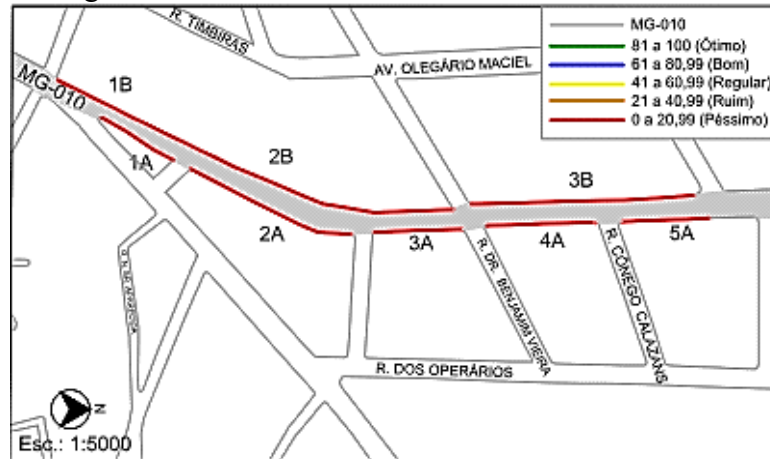 MG-010
81 a 100 (Ótimo)
61 a 80,99 (Bom)
41 a 60,99 (Regular)
21 a 40,99 (Ruim)
0 a 20,99 (Péssimo)
R. TIMBIRAS
AV. OLEGÁRIO MACIEL
MG-010
1B
2B
3B
1A
2A
3A
4A
5A
R. DR. BENJAMIM VIEIRA
R. CÔNEGO CALAZANS
R. DOS OPERÁRIOS
N
Esc.: 1:5000